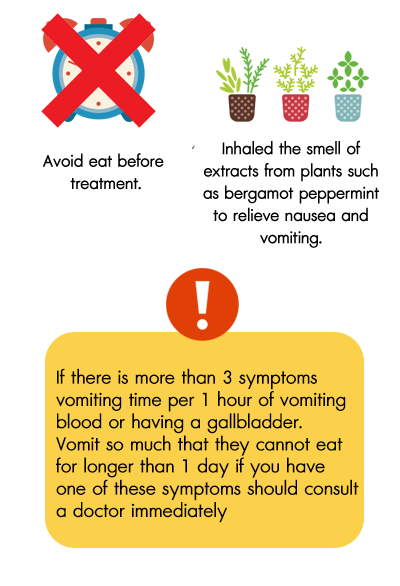 Avoid eat before
treatment.
Inhaled the smell of
extracts from plants such
as bergamot peppermint
to relieve nausea and
vomiting.
!
If there is more than 3 symptoms
vomiting time per 1 hour of vomiting
blood or having a gallbladder.
Vomit so much that they cannot eat
for longer than 1 day if you have
one of these symptoms should consult
a doctor immediately